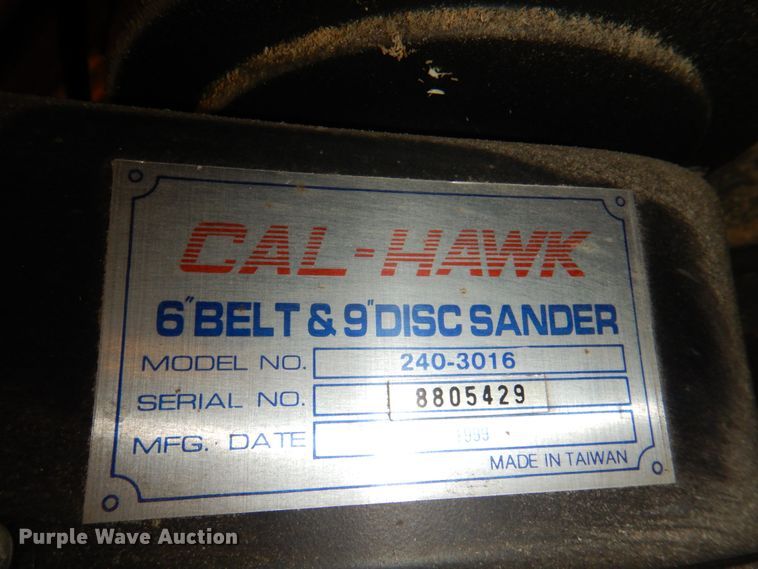 CAL-HAWK
6" BELT & 9" DISC SANDER
MODEL NO. 240-3016
SERIAL NO. 8805429
MFG. DATE
MADE IN TAIWAN
Purple Wave Auction